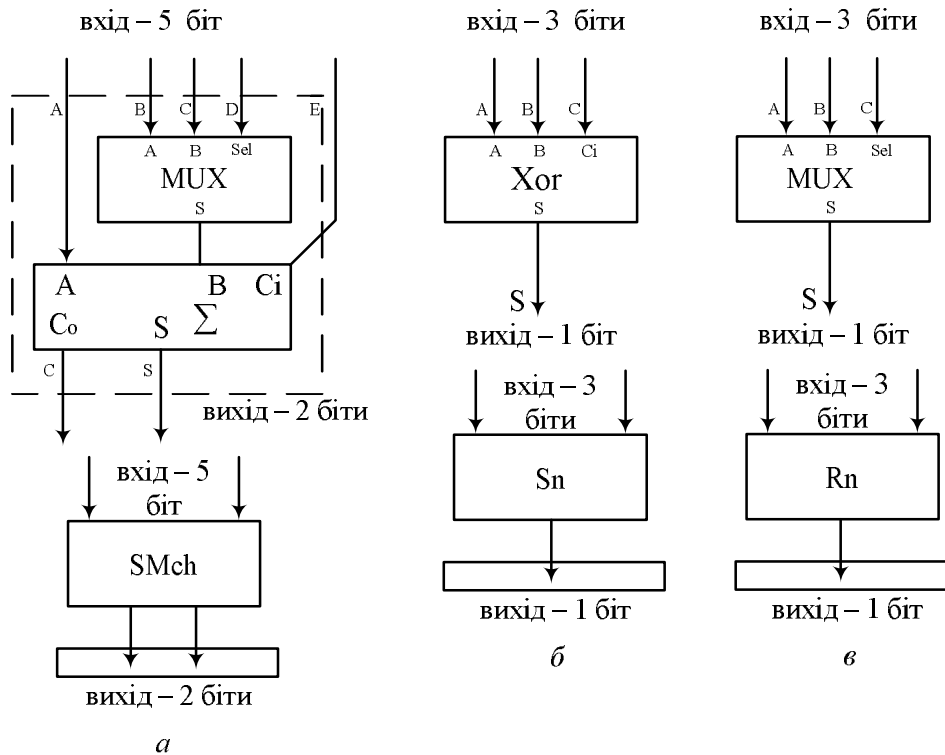 вхід – 5 біт
A B C D E
A B Sel
MUX
S
A B Ci
Co S Σ
C S
вихід – 2 біти
вхід – 5
біт
SMch
вихід – 2 біти
а
вхід – 3 біти
A B C
A B Ci
Xor
S
S
вихід – 1 біт
вхід – 3
біти
Sn
вихід – 1 біт
б
вхід – 3 біти
A B C
A B Sel
MUX
S
S
вихід – 1 біт
вхід – 3
біти
Rn
вихід – 1 біт
в